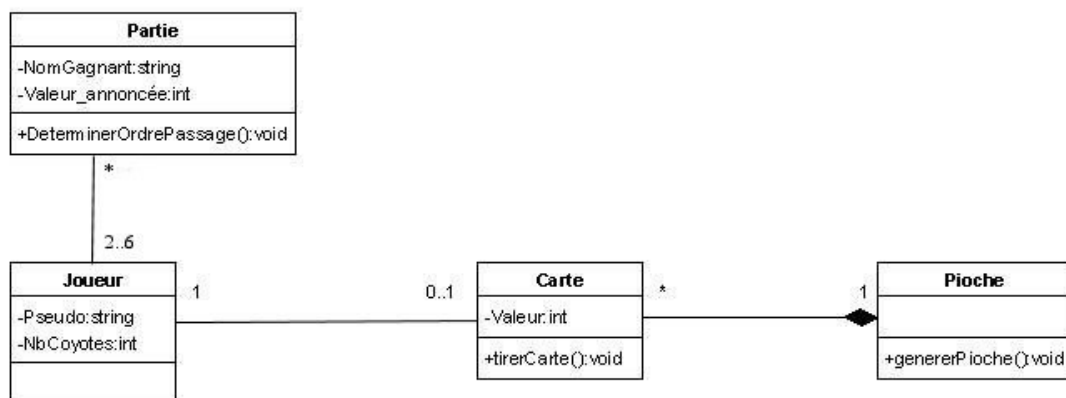 Partie
-NomGagnant:string
-Valeur_annoncée:int
+DeterminerOrdrePassage():void
*
2..6
Joueur
-Pseudo:string
-NbCoyotes:int
1
0..1
Carte
-Valeur:int
+tirerCarte():void
*
1
Pioche
+genererPioche():void